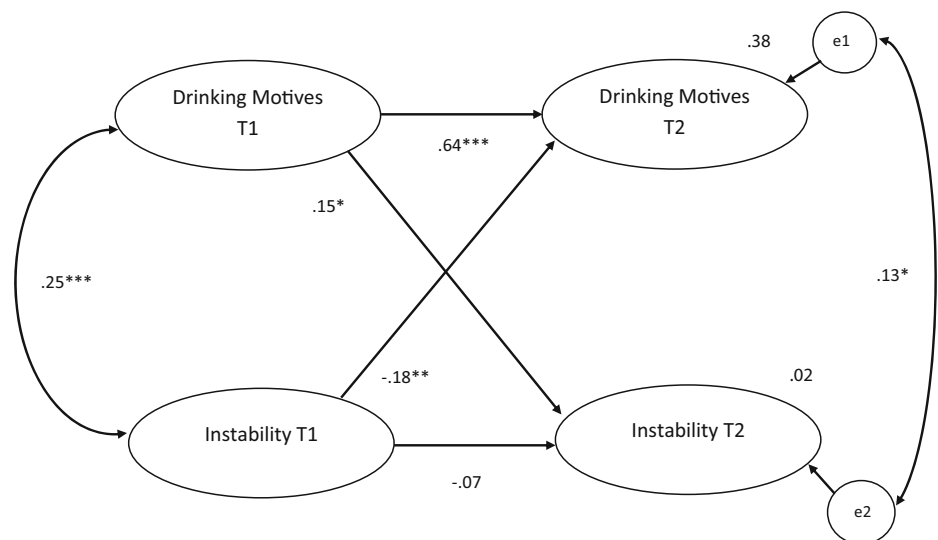 .38
e1
Drinking Motives
T1
Drinking Motives
T2
.64***
.15*
.25***
.13*
-.18**
.02
Instability T1
Instability T2
-.07
e2